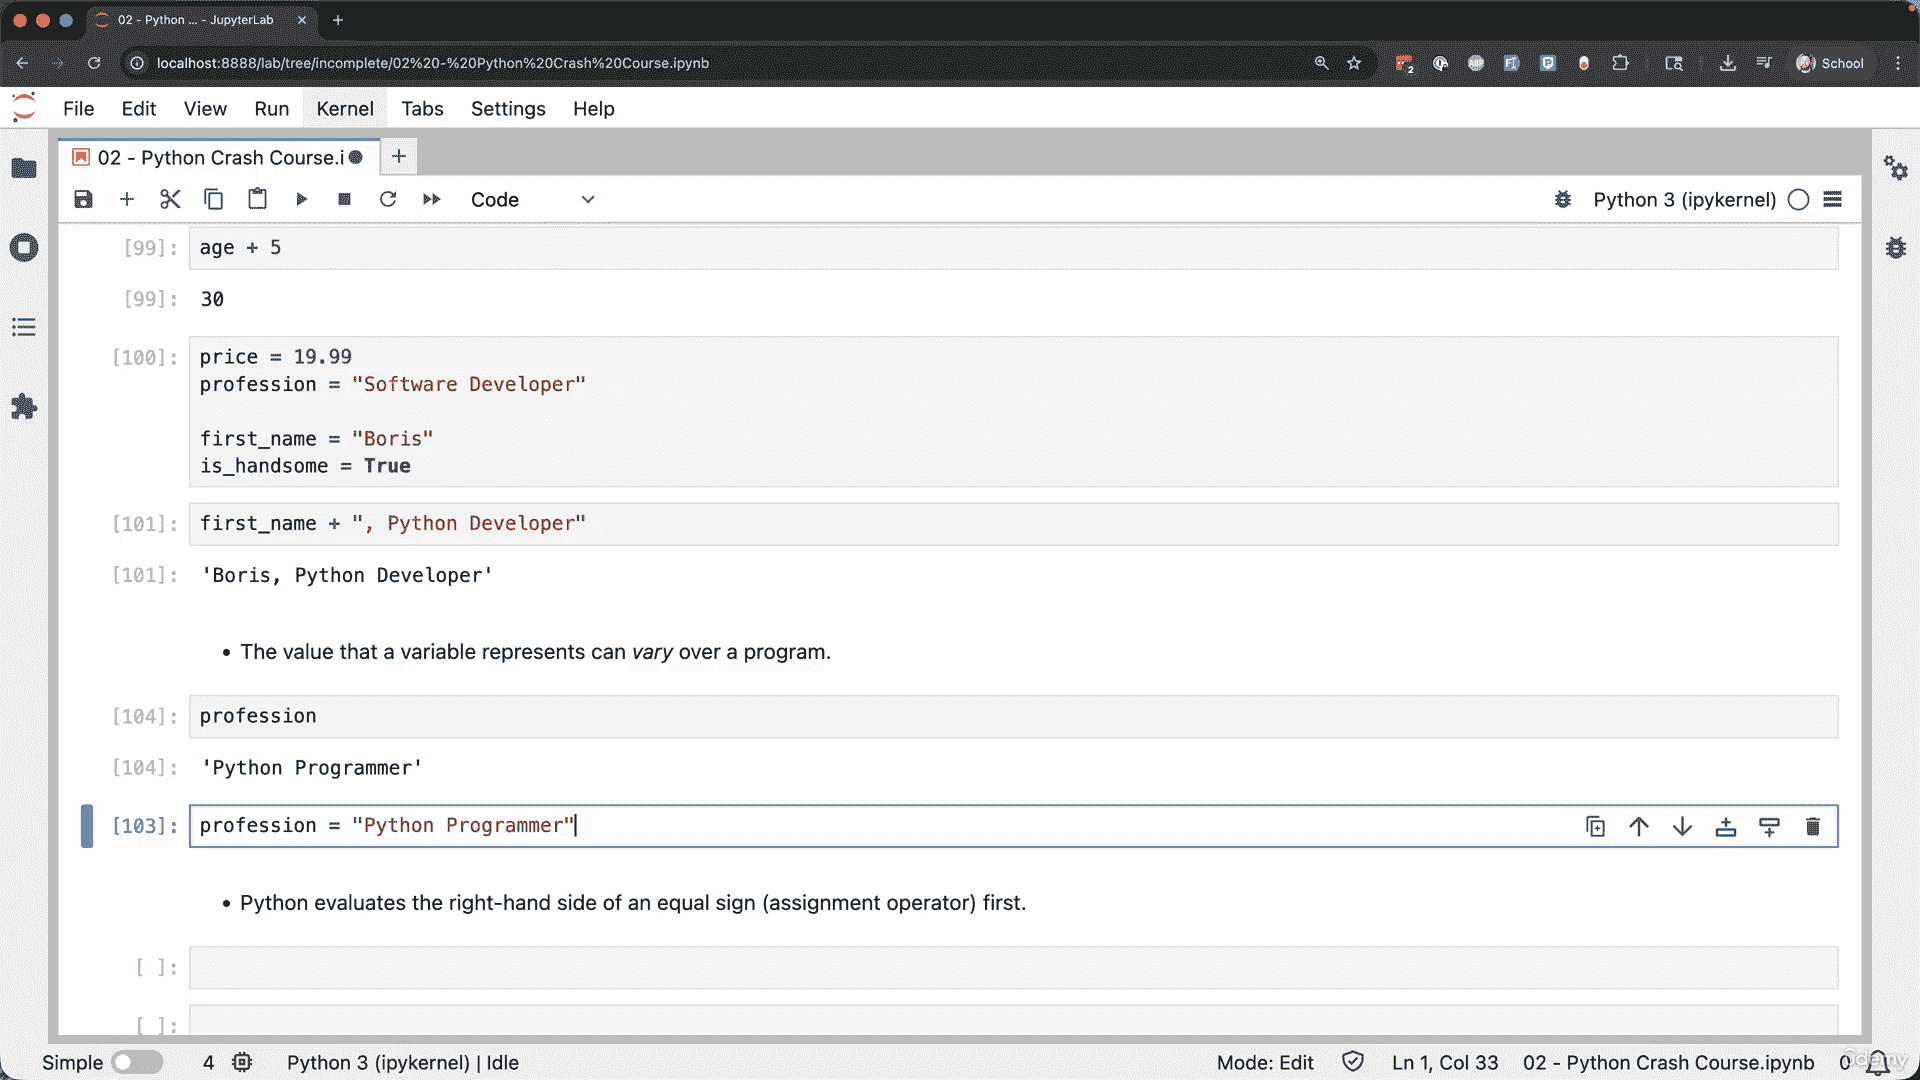 02 - Python ... - JupyterLab
localhost:8888/lab/tree/incomplete/02%20-%20Python%20Crash%20Course.ipynb
2
ABP
School
File Edit View Run Kernel Tabs Settings Help
02 - Python Crash Course.i
Code
Python 3 (ipykernel)
[99]: age + 5
[99]: 30
[100]: price = 19.99
profession = "Software Developer"
first_name = "Boris"
is_handsome = True
[101]: first_name + ", Python Developer"
[101]: 'Boris, Python Developer'
• The value that a variable represents can vary over a program.
[104]: profession
[104]: 'Python Programmer'
[103]: profession = "Python Programmer"
• Python evaluates the right-hand side of an equal sign (assignment operator) first.
[ ]:
[ ]:
Simple 4 Python 3 (ipykernel) | Idle Mode: Edit Ln 1, Col 33 02 - Python Crash Course.ipynb 0
Udemy